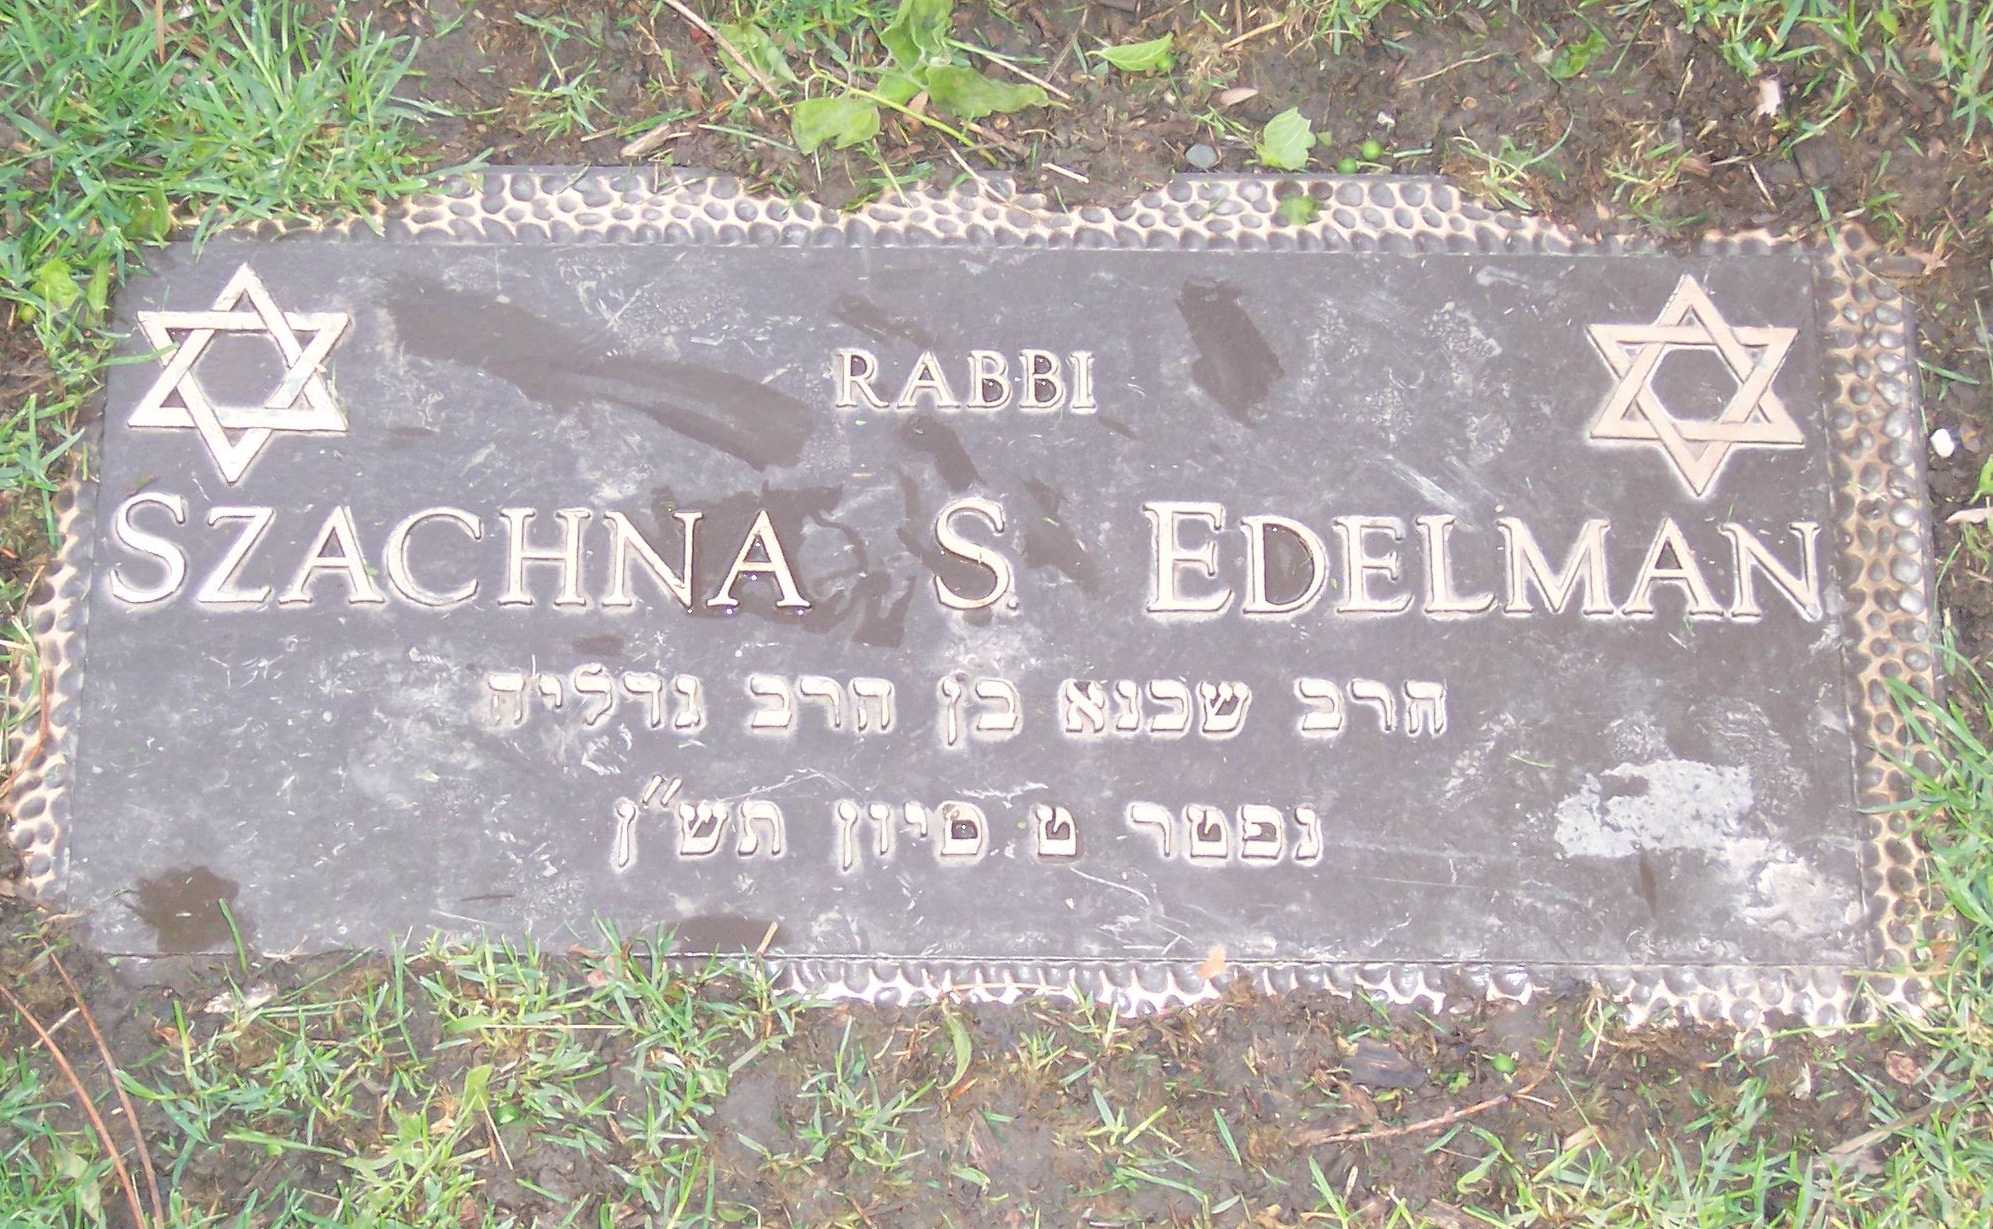 RABBI
SZACHNA S. EDELMAN
הרב שכנא בן הרב גדליה
נפטר ט סיון תש"ן